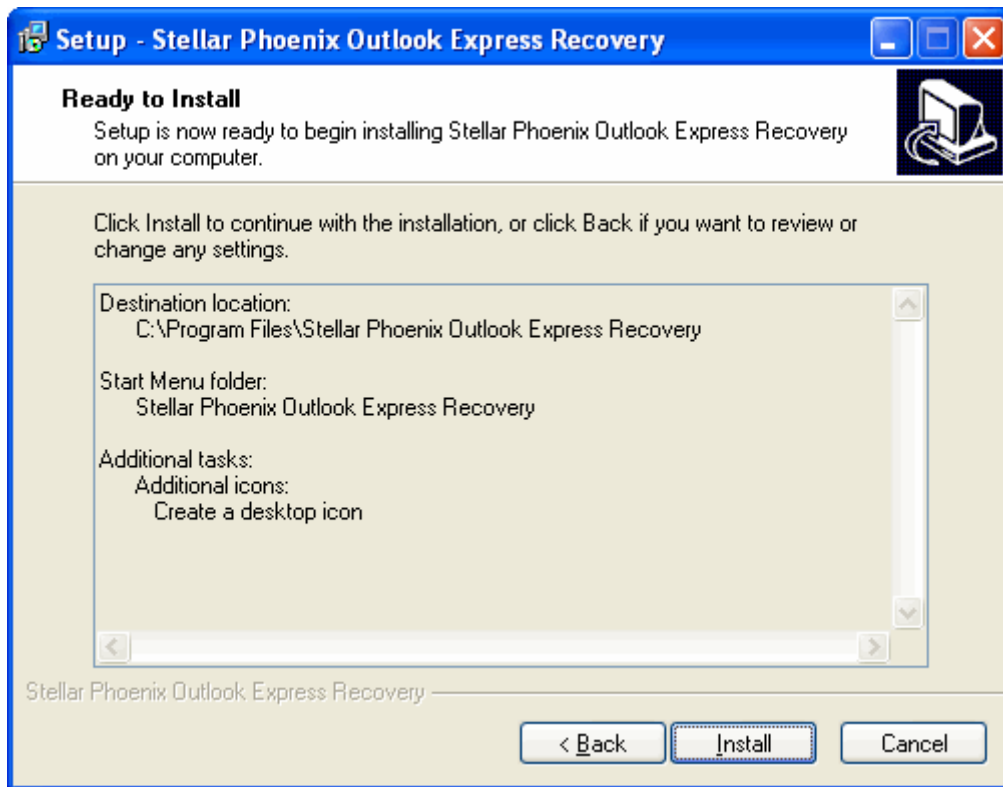 Setup - Stellar Phoenix Outlook Express Recovery
Ready to Install
Setup is now ready to begin installing Stellar Phoenix Outlook Express Recovery
on your computer.
Click Install to continue with the installation, or click Back if you want to review or
change any settings.
Destination location:
C:\Program Files\Stellar Phoenix Outlook Express Recovery
Start Menu folder:
Stellar Phoenix Outlook Express Recovery
Additional tasks:
Additional icons:
Create a desktop icon
Stellar Phoenix Outlook Express Recovery
< Back Install Cancel